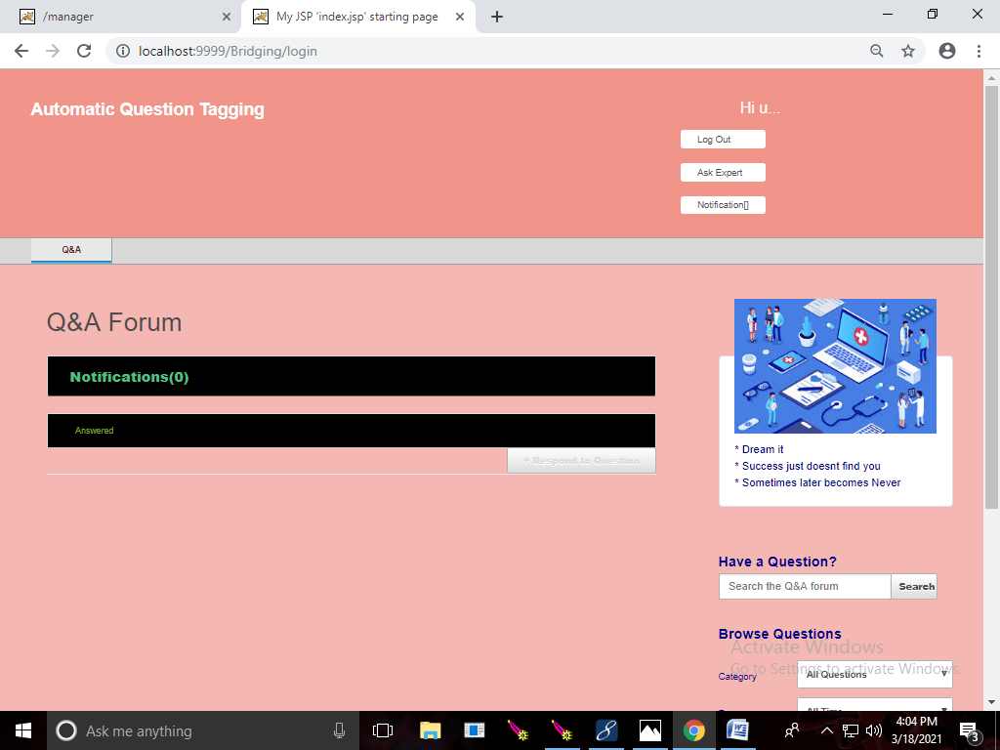 /manager
My JSP 'index.jsp' starting page
localhost:9999/Bridging/login
Automatic Question Tagging
Hi u...
Log Out
Ask Expert
Notification[]
Q&A
Q&A Forum
Notifications(0)
Answered
+ Respond to Question
* Dream it
* Success just doesnt find you
* Sometimes later becomes Never
Have a Question?
Search the Q&A forum
Search
Browse Questions
Activate Windows
Go to Settings to activate Windows.
Category
All Questions
All Time
Ask me anything
4:04 PM
3/18/2021
3